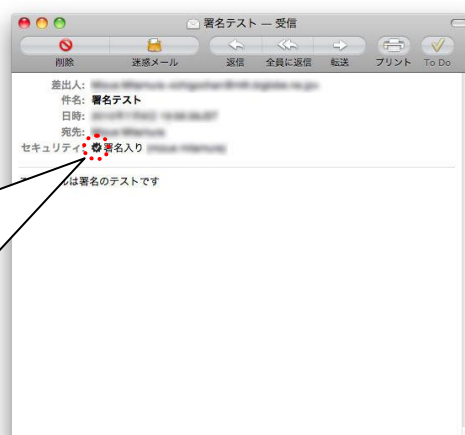 署名テスト — 受信
削除 迷惑メール 返信 全員に返信 転送 プリント To Do
差出人:
件名: 署名テスト
日時:
宛先:
セキュリティ: 署名入り
ルは署名のテストです